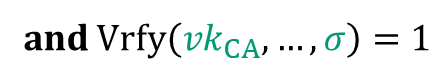 and Vrfy(vk_CA, ..., σ) = 1